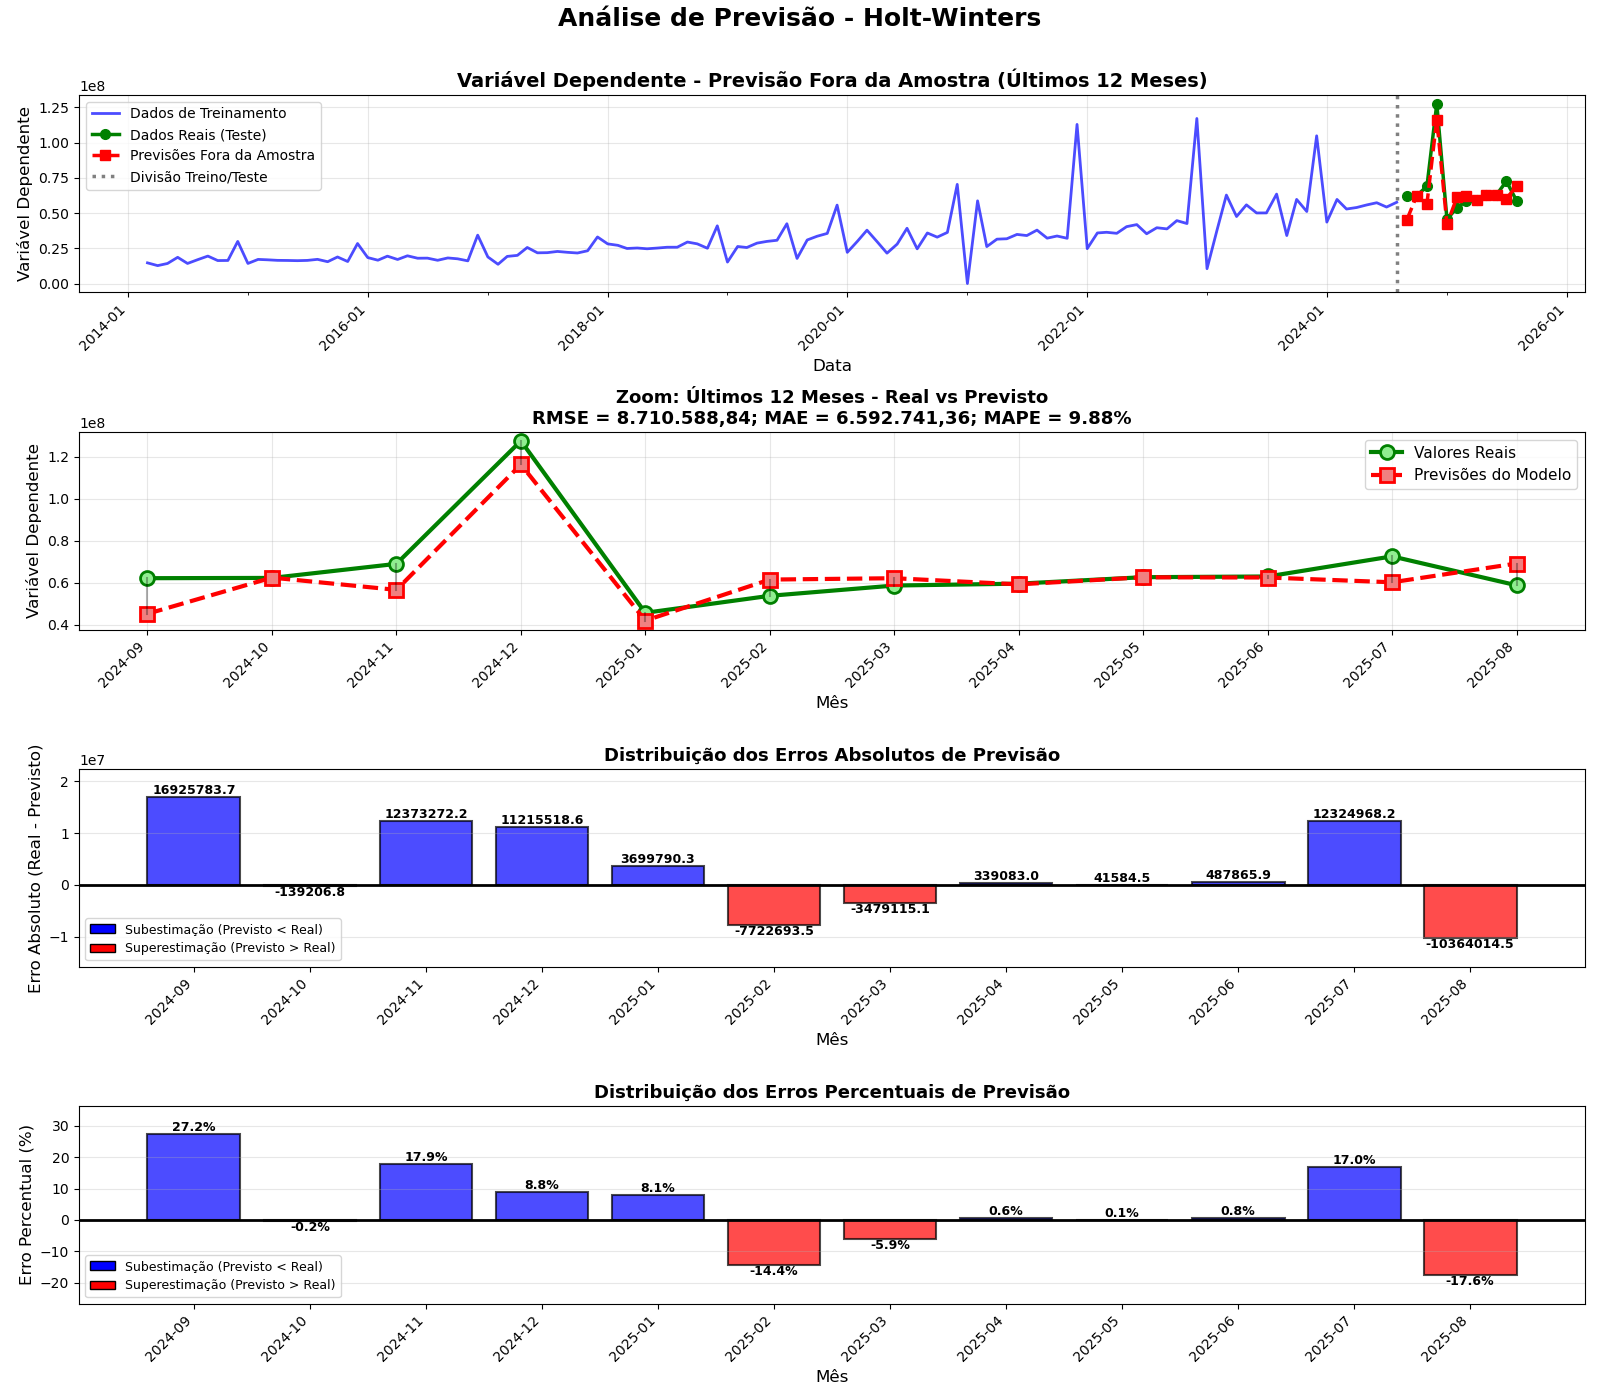 Análise de Previsão - Holt-Winters
Variável Dependente - Previsão Fora da Amostra (Últimos 12 Meses)
1e8
Variável Dependente
1.25
1.00
0.75
0.50
0.25
0.00
Dados de Treinamento
Dados Reais (Teste)
Previsões Fora da Amostra
Divisão Treino/Teste
2014-01 2016-01 2018-01 2020-01 2022-01 2024-01 2026-01
Data
Zoom: Últimos 12 Meses - Real vs Previsto
RMSE = 8.710.588,84; MAE = 6.592.741,36; MAPE = 9.88%
1e8
Variável Dependente
1.2
1.0
0.8
0.6
0.4
Valores Reais
Previsões do Modelo
2024-09 2024-10 2024-11 2024-12 2025-01 2025-02 2025-03 2025-04 2025-05 2025-06 2025-07 2025-08
Mês
Distribuição dos Erros Absolutos de Previsão
1e7
Erro Absoluto (Real - Previsto)
2
1
0
−1
16925783.7
-139206.8
12373272.2
11215518.6
3699790.3
-7722693.5
-3479115.1
339083.0
41584.5
487865.9
12324968.2
-10364014.5
Subestimação (Previsto < Real)
Superestimação (Previsto > Real)
2024-09 2024-10 2024-11 2024-12 2025-01 2025-02 2025-03 2025-04 2025-05 2025-06 2025-07 2025-08
Mês
Distribuição dos Erros Percentuais de Previsão
Erro Percentual (%)
30
20
10
0
−10
−20
27.2%
-0.2%
17.9%
8.8%
8.1%
-14.4%
-5.9%
0.6%
0.1%
0.8%
17.0%
-17.6%
Subestimação (Previsto < Real)
Superestimação (Previsto > Real)
2024-09 2024-10 2024-11 2024-12 2025-01 2025-02 2025-03 2025-04 2025-05 2025-06 2025-07 2025-08
Mês